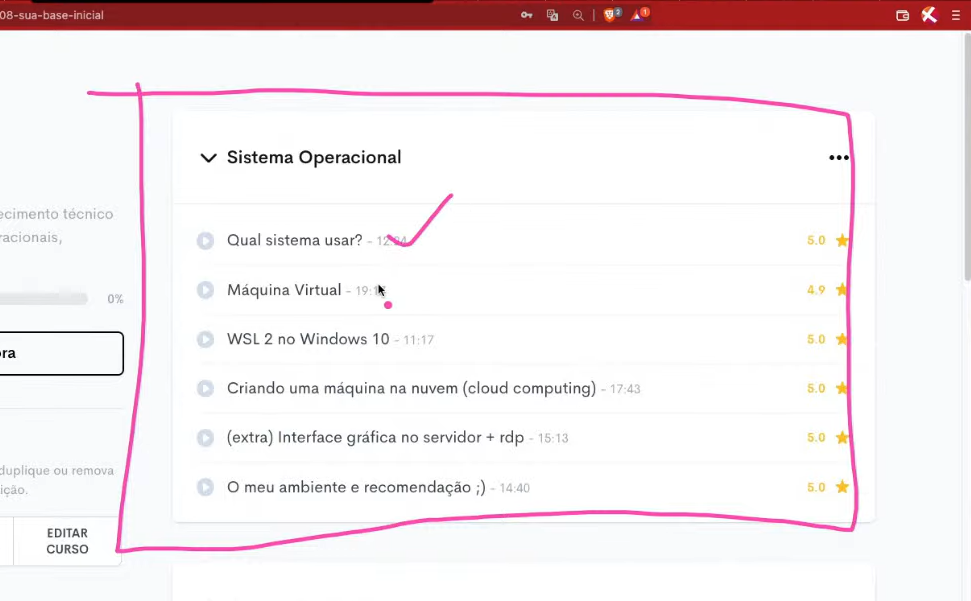 08-sua-base-inicial
2
1
Sistema Operacional
ecimento técnico
racionais,
Qual sistema usar? -
5.0
0%
Máquina Virtual - 19:1
4.9
ora
WSL 2 no Windows 10 - 11:17
5.0
Criando uma máquina na nuvem (cloud computing) - 17:43
5.0
(extra) Interface gráfica no servidor + rdp - 15:13
5.0
duplique ou remova
ição.
O meu ambiente e recomendação ;) - 14:40
5.0
EDITAR
CURSO